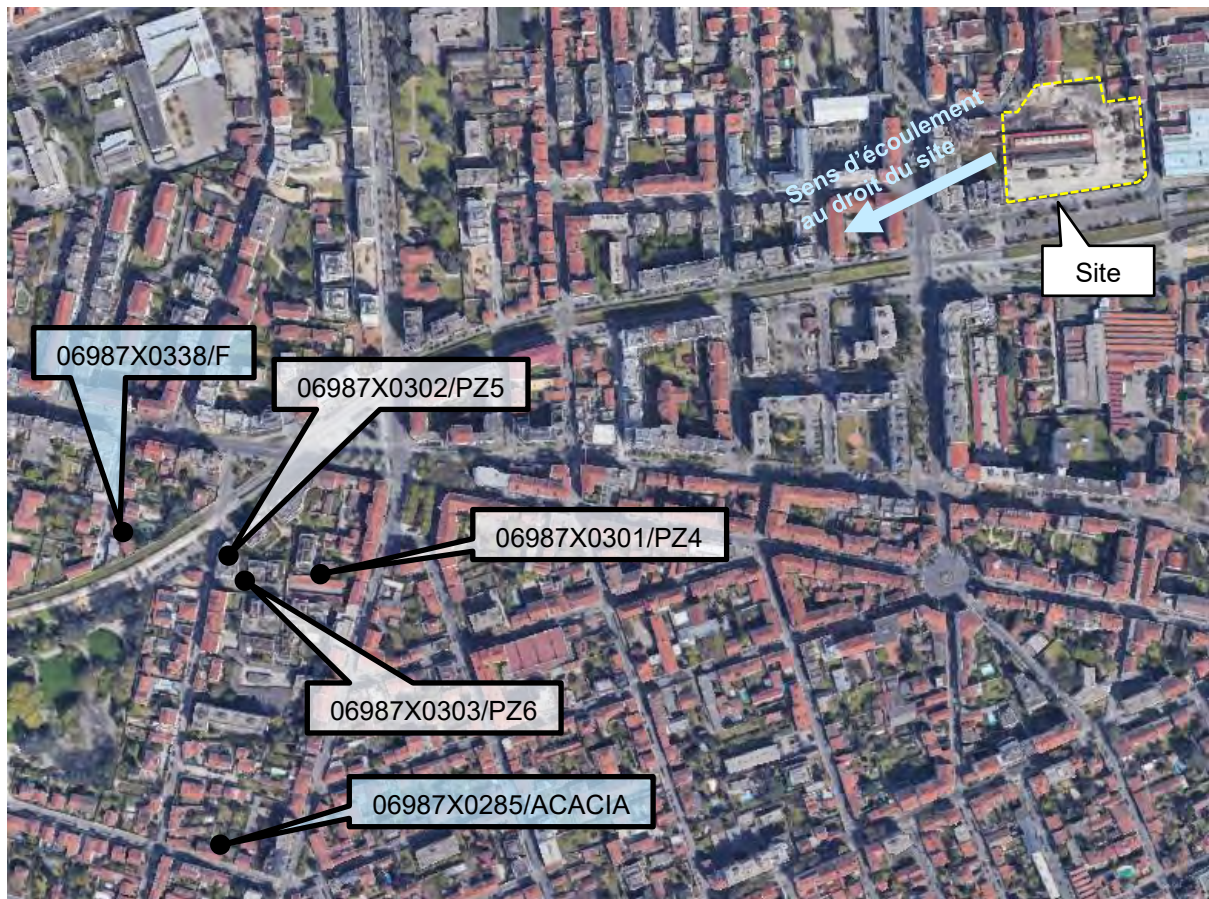 Sens d'écoulement
au droit du site
Site
06987X0338/F
06987X0302/PZ5
06987X0301/PZ4
06987X0303/PZ6
06987X0285/ACACIA